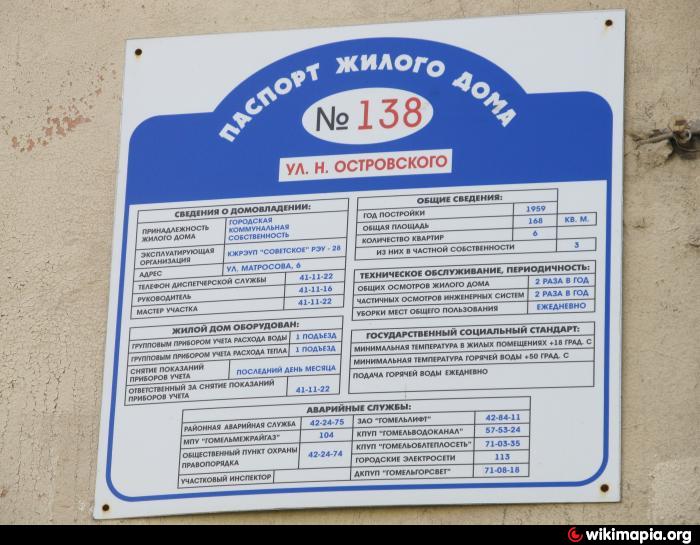 ПАСПОРТ ЖИЛОГО ДОМА
№ 138
УЛ. Н. ОСТРОВСКОГО
СВЕДЕНИЯ О ДОМОВЛАДЕНИИ:
ПРИНАДЛЕЖНОСТЬ ЖИЛОГО ДОМА ГОРОДСКАЯ КОММУНАЛЬНАЯ СОБСТВЕННОСТЬ
ЭКСПЛУАТИРУЮЩАЯ ОРГАНИЗАЦИЯ КЖРЭУП "СОВЕТСКОЕ" РЭУ - 28
АДРЕС УЛ. МАТРОСОВА, 6
ТЕЛЕФОН ДИСПЕТЧЕРСКОЙ СЛУЖБЫ 41-11-22
РУКОВОДИТЕЛЬ 41-11-16
МАСТЕР УЧАСТКА 41-11-22
ЖИЛОЙ ДОМ ОБОРУДОВАН:
ГРУППОВЫМ ПРИБОРОМ УЧЕТА РАСХОДА ВОДЫ 1 ПОДЪЕЗД
ГРУППОВЫМ ПРИБОРОМ УЧЕТА РАСХОДА ТЕПЛА 1 ПОДЪЕЗД
СНЯТИЕ ПОКАЗАНИЙ ПРИБОРОВ УЧЕТА ПОСЛЕДНИЙ ДЕНЬ МЕСЯЦА
ОТВЕТСТВЕННЫЙ ЗА СНЯТИЕ ПОКАЗАНИЙ ПРИБОРОВ УЧЕТА 41-11-22
ОБЩИЕ СВЕДЕНИЯ:
ГОД ПОСТРОЙКИ 1959
ОБЩАЯ ПЛОЩАДЬ 168 КВ. М.
КОЛИЧЕСТВО КВАРТИР 6
ИЗ НИХ В ЧАСТНОЙ СОБСТВЕННОСТИ 3
ТЕХНИЧЕСКОЕ ОБСЛУЖИВАНИЕ, ПЕРИОДИЧНОСТЬ:
ОБЩИХ ОСМОТРОВ ЖИЛОГО ДОМА 2 РАЗА В ГОД
ЧАСТИЧНЫХ ОСМОТРОВ ИНЖЕНЕРНЫХ СИСТЕМ 2 РАЗА В ГОД
УБОРКИ МЕСТ ОБЩЕГО ПОЛЬЗОВАНИЯ ЕЖЕДНЕВНО
ГОСУДАРСТВЕННЫЙ СОЦИАЛЬНЫЙ СТАНДАРТ:
МИНИМАЛЬНАЯ ТЕМПЕРАТУРА В ЖИЛЫХ ПОМЕЩЕНИЯХ +18 ГРАД. С
МИНИМАЛЬНАЯ ТЕМПЕРАТУРА ГОРЯЧЕЙ ВОДЫ +50 ГРАД. С
ПОДАЧА ГОРЯЧЕЙ ВОДЫ ЕЖЕДНЕВНО
АВАРИЙНЫЕ СЛУЖБЫ:
РАЙОННАЯ АВАРИЙНАЯ СЛУЖБА 42-24-75
МПУ "ГОМЕЛЬМЕЖРАЙГАЗ" 104
ОБЩЕСТВЕННЫЙ ПУНКТ ОХРАНЫ ПРАВОПОРЯДКА 42-24-74
УЧАСТКОВЫЙ ИНСПЕКТОР
ЗАО "ГОМЕЛЬЛИФТ" 42-84-11
КПУП "ГОМЕЛЬВОДОКАНАЛ" 57-53-24
КПУП "ГОМЕЛЬОБЛТЕПЛОСЕТЬ" 71-03-35
ГОРОДСКИЕ ЭЛЕКТРОСЕТИ 113
ДКПУП "ГОМЕЛЬГОРСВЕТ" 71-08-18
wikimapia.org